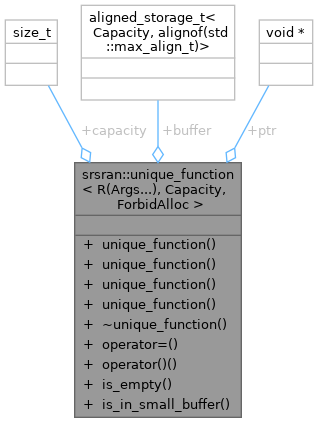 size_t
aligned_storage_t<
Capacity, alignof(std
::max_align_t)>
void *
+capacity
+buffer
+ptr
srsran::unique_function
< R(Args...), Capacity,
ForbidAlloc >
+ unique_function()
+ unique_function()
+ unique_function()
+ unique_function()
+ ~unique_function()
+ operator=()
+ operator()()
+ is_empty()
+ is_in_small_buffer()